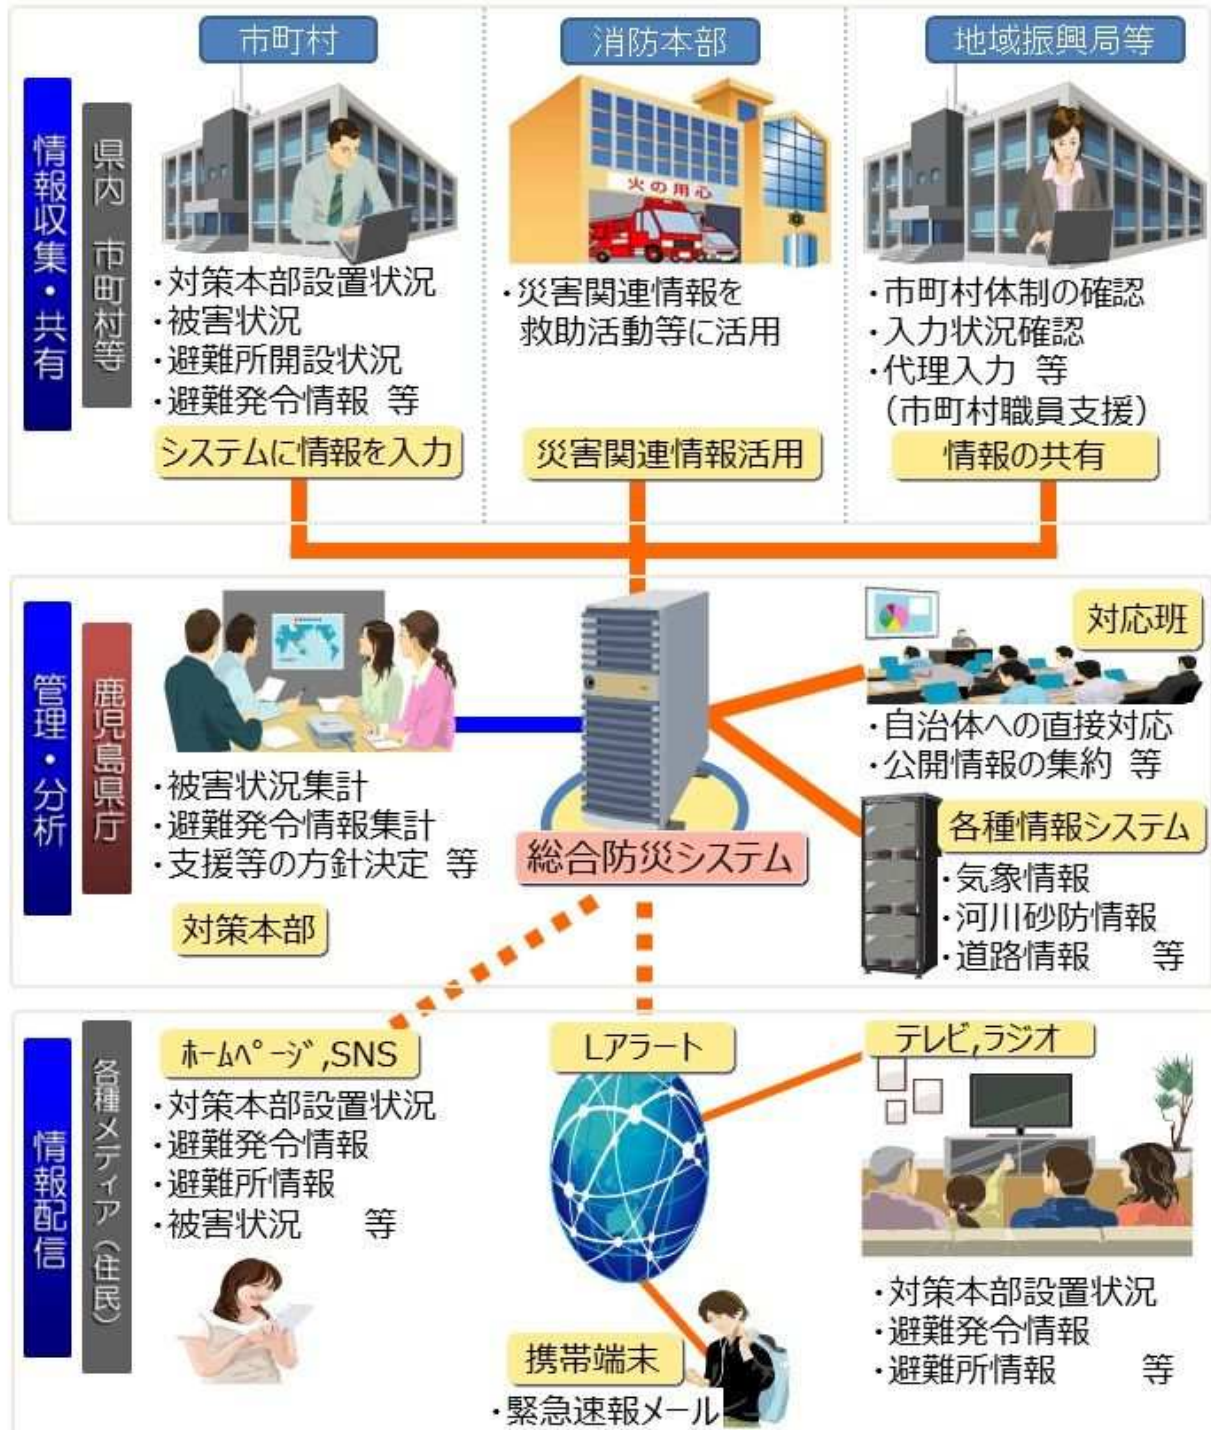 情報収集・共有
県内 市町村等
市町村
・対策本部設置状況
・被害状況
・避難所開設状況
・避難発令情報 等
システムに情報を入力
消防本部
火の用心
・災害関連情報を
救助活動等に活用
災害関連情報活用
地域振興局等
・市町村体制の確認
・入力状況確認
・代理入力 等
(市町村職員支援)
情報の共有
管理・分析
鹿児島県庁
・被害状況集計
・避難発令情報集計
・支援等の方針決定 等
対策本部
総合防災システム
対応班
・自治体への直接対応
・公開情報の集約 等
各種情報システム
・気象情報
・河川砂防情報
・道路情報 等
情報配信
各種メディア(住民)
ﾎｰﾑﾍﾟｰｼﾞ,SNS
・対策本部設置状況
・避難発令情報
・避難所情報
・被害状況 等
Lアラート
携帯端末
・緊急速報メール
テレビ,ラジオ
・対策本部設置状況
・避難発令情報
・避難所情報 等